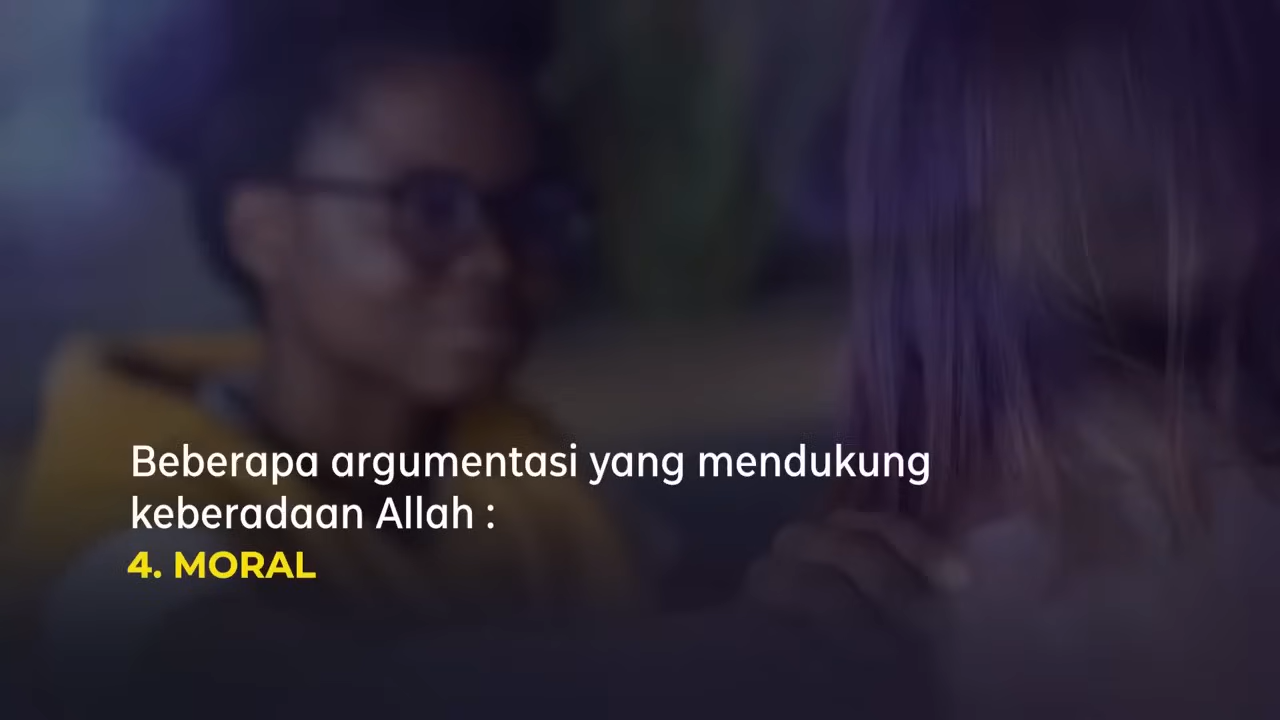 Beberapa argumentasi yang mendukung
keberadaan Allah :
4. MORAL